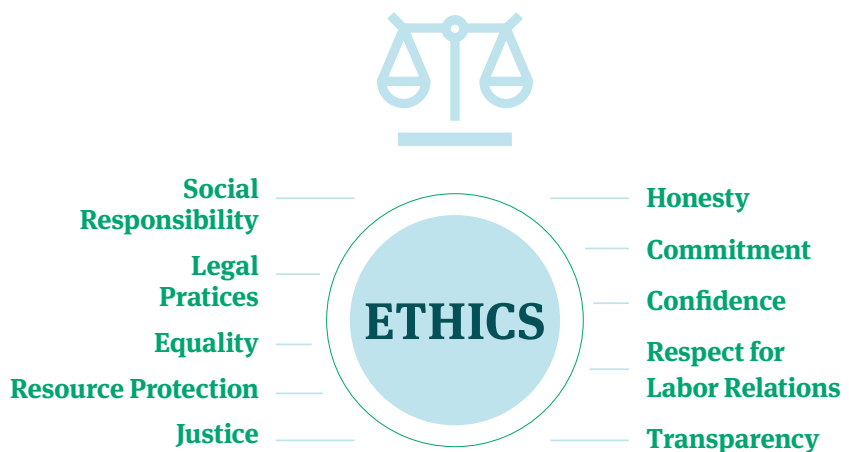 Social
Responsibility
Legal
Pratices
Equality
Resource Protection
Justice
ETHICS
Honesty
Commitment
Confidence
Respect for
Labor Relations
Transparency